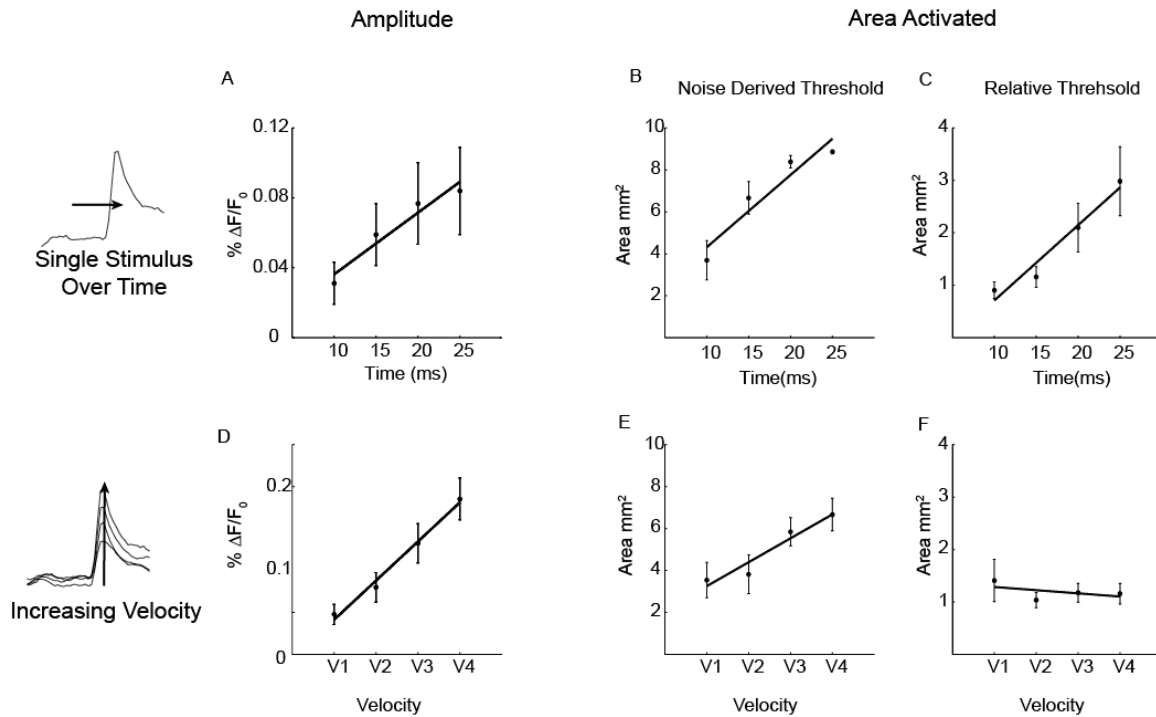 Amplitude
Area Activated
A
B
Noise Derived Threshold
C
Relative Threhsold
Single Stimulus
Over Time
% ΔF/F0
0.12
0.08
0.04
0
10 15 20 25
Time (ms)
Area mm²
10
8
6
4
2
10 15 20 25
Time(ms)
Area mm²
4
3
2
1
10 15 20 25
Time(ms)
Increasing Velocity
D
% ΔF/F0
0.2
0.1
0
V1 V2 V3 V4
Velocity
E
Area mm²
10
8
6
4
2
V1 V2 V3 V4
Velocity
F
Area mm²
4
3
2
1
V1 V2 V3 V4
Velocity